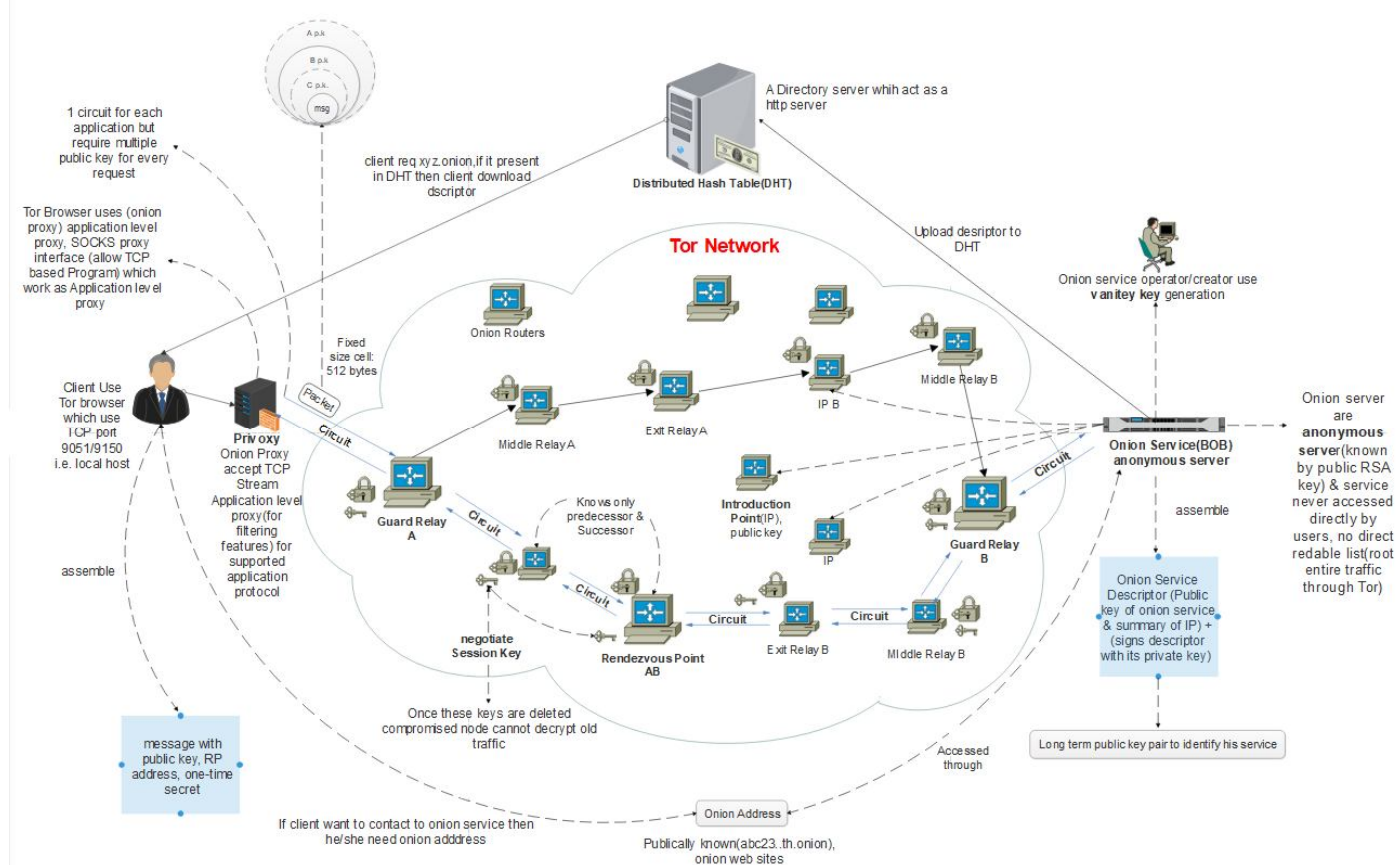 A p.k
B p.k
C p.k.
msg
1 circuit for each
application but
require multiple
public key for every
request
A Directory server whih act as a
http server
client req xyz.onion,if it present
in DHT then client download
dscriptor
Distributed Hash Table(DHT)
Tor Browser uses (onion
proxy) application level
proxy, SOCKS proxy
interface (allow TCP
based Program) which
work as Application level
proxy
Tor Network
Upload desriptor to
DHT
Onion service operator/creator use
vanitey key generation
Onion Routers
Fixed
size cell:
512 bytes
Packet
Circuit
Client Use
Tor browser
which use
TCP port
9051/9150
i.e. local host
Privoxy
Onion Proxy
accept TCP
Stream
Application level
proxy(for
filtering
features) for
supported
application
protocol
Middle Relay A
Exit Relay A
IP B
Middle Relay B
Onion Service(BOB)
anonymous server
Onion server
are
anonymous
server(known
by public RSA
key) & service
never accessed
directly by
users, no direct
redable list(root
entire traffic
through Tor)
Circuit
Guard Relay
A
Circuit
Knows only
predecessor &
Successor
Introduction
Point(IP),
public key
IP
Guard Relay
B
assemble
assemble
Circuit
Circuit
Circuit
negotiate
Session Key
Rendezvous Point
AB
Exit Relay B
MIddle Relay B
Onion Service
Descriptor (Public
key of onion service
& summary of IP) +
(signs descriptor
with its private key)
Once these keys are deleted
compromised node cannot decrypt old
traffic
message with
public key, RP
address, one-time
secret
Accessed
through
Long term public key pair to identify his service
If client want to contact to onion service then
he/she need onion adddress
Onion Address
Publically known(abc23..th.onion),
onion web sites